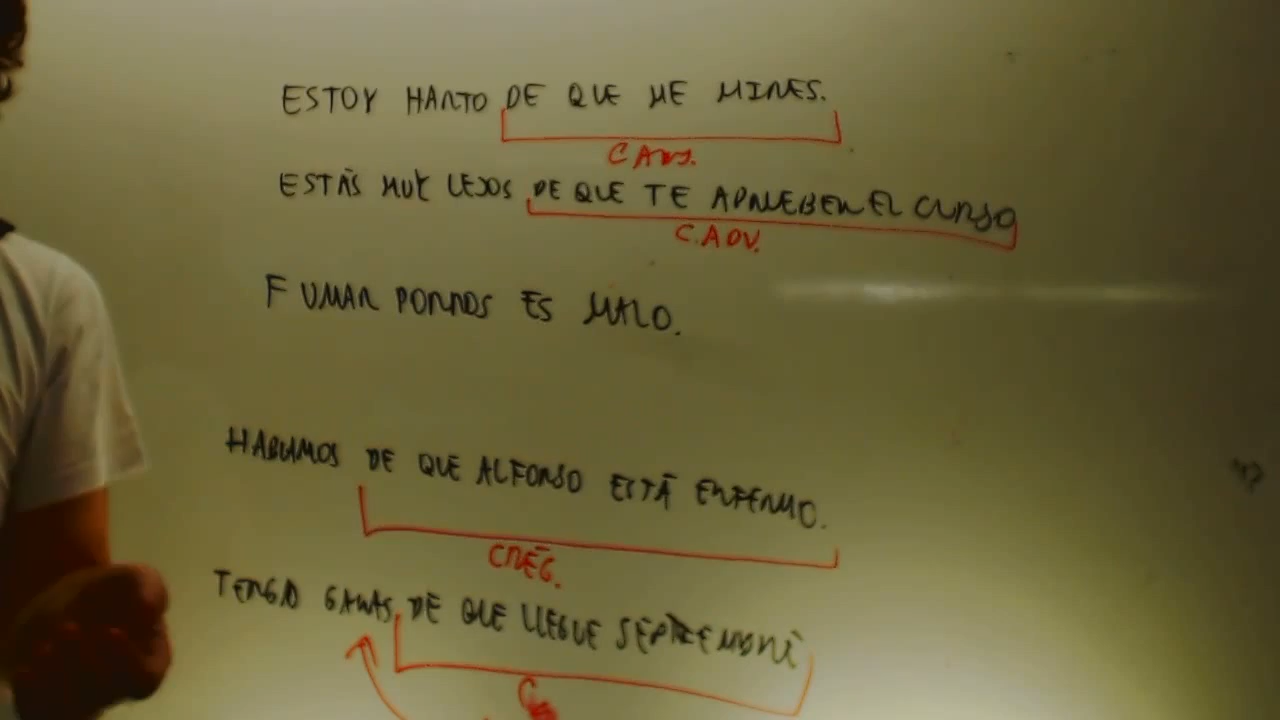 ESTOY HARTO DE QUE ME MIRES.
C ADJ.
ESTÁS MUY LEJOS DE QUE TE APRUEBEN EL CURSO
C. ADV.
FUMAR PORROS ES MALO.
HABLAMOS DE QUE ALFONSO ESTÁ ENFERMO.
CRÉG.
TENGO GANAS DE QUE LLEGUE SEPTIEMBRE